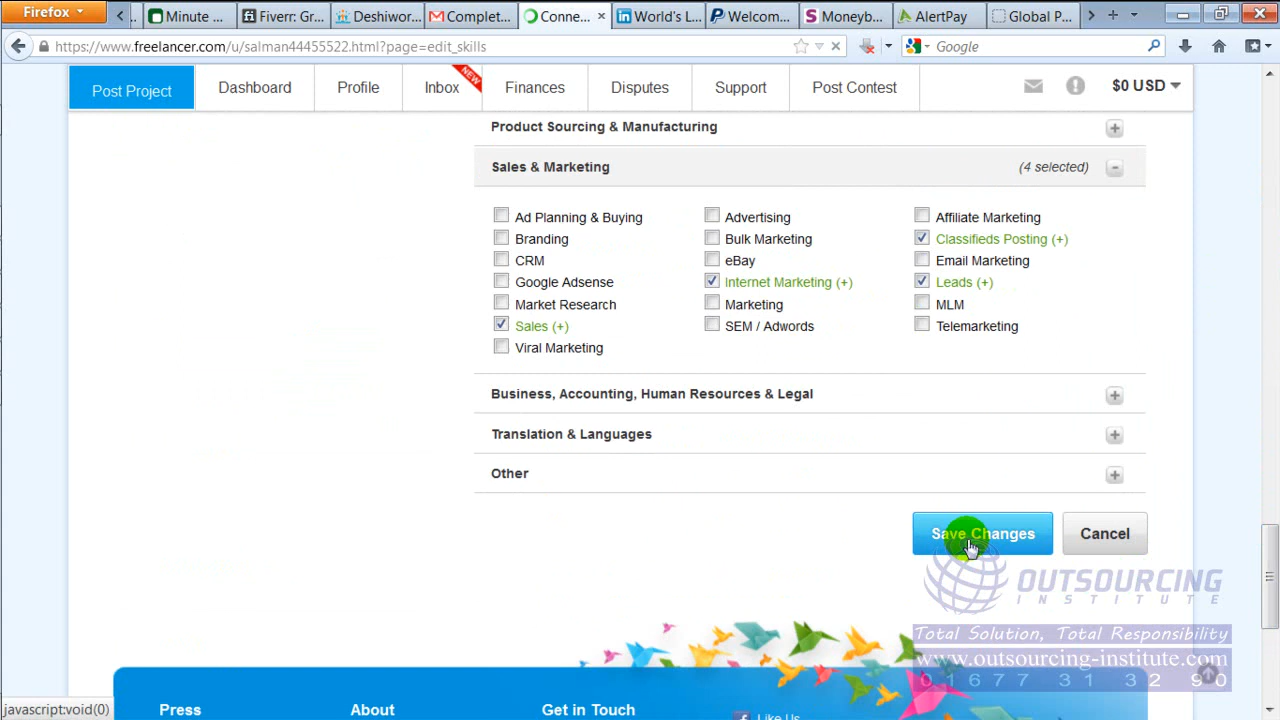 Firefox
Minute ...
Fiverr: Gr...
Deshiwor...
Complet...
Conne...
World's L...
Welcom...
Moneyb...
AlertPay
Global P...
https://www.freelancer.com/u/salman44455522.html?page=edit_skills
Google
Post Project
Dashboard
Profile
Inbox
NEW
Finances
Disputes
Support
Post Contest
$0 USD
Product Sourcing & Manufacturing
Sales & Marketing
(4 selected)
Ad Planning & Buying
Advertising
Affiliate Marketing
Branding
Bulk Marketing
Classifieds Posting (+)
CRM
eBay
Email Marketing
Google Adsense
Internet Marketing (+)
Leads (+)
Market Research
Marketing
MLM
Sales (+)
SEM / Adwords
Telemarketing
Viral Marketing
Business, Accounting, Human Resources & Legal
Translation & Languages
Other
Save Changes
Cancel
OUTSOURCING
INSTITUTE
Total Solution, Total Responsibility
www.outsourcing-institute.com
01677 31 32 90
javascript:void(0)
Press
About
Get in Touch
Like Us